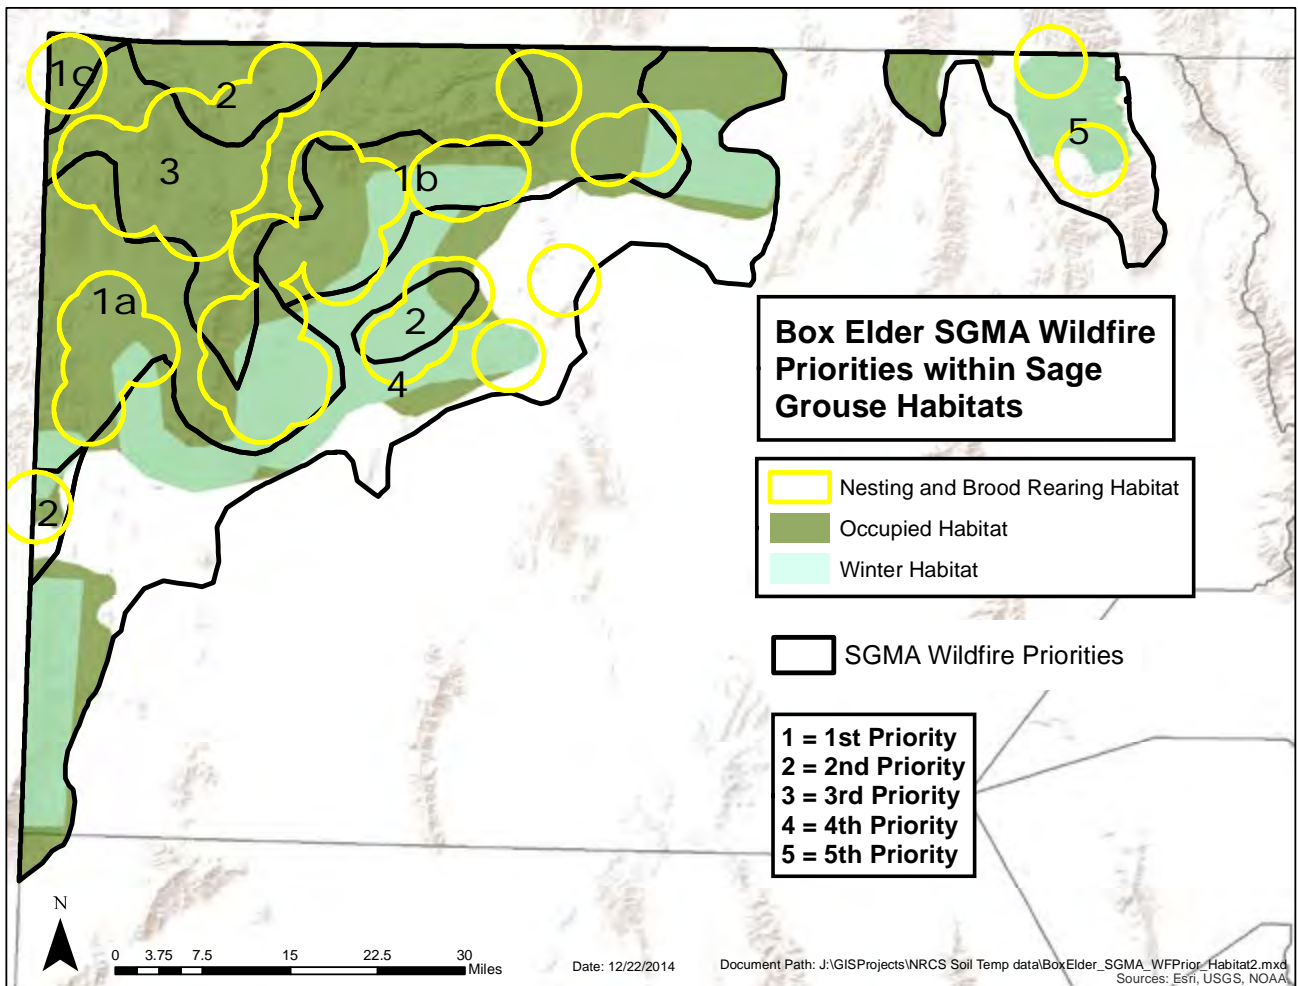 1c
2
3
1b
5
1a
2
4
2
Box Elder SGMA Wildfire
Priorities within Sage
Grouse Habitats
Nesting and Brood Rearing Habitat
Occupied Habitat
Winter Habitat
SGMA Wildfire Priorities
1 = 1st Priority
2 = 2nd Priority
3 = 3rd Priority
4 = 4th Priority
5 = 5th Priority
N
0 3.75 7.5 15 22.5 30
Miles
Date: 12/22/2014
Document Path: J:\GISProjects\NRCS Soil Temp data\BoxElder_SGMA_WFPrior_Habitat2.mxd
Sources: Esri, USGS, NOAA